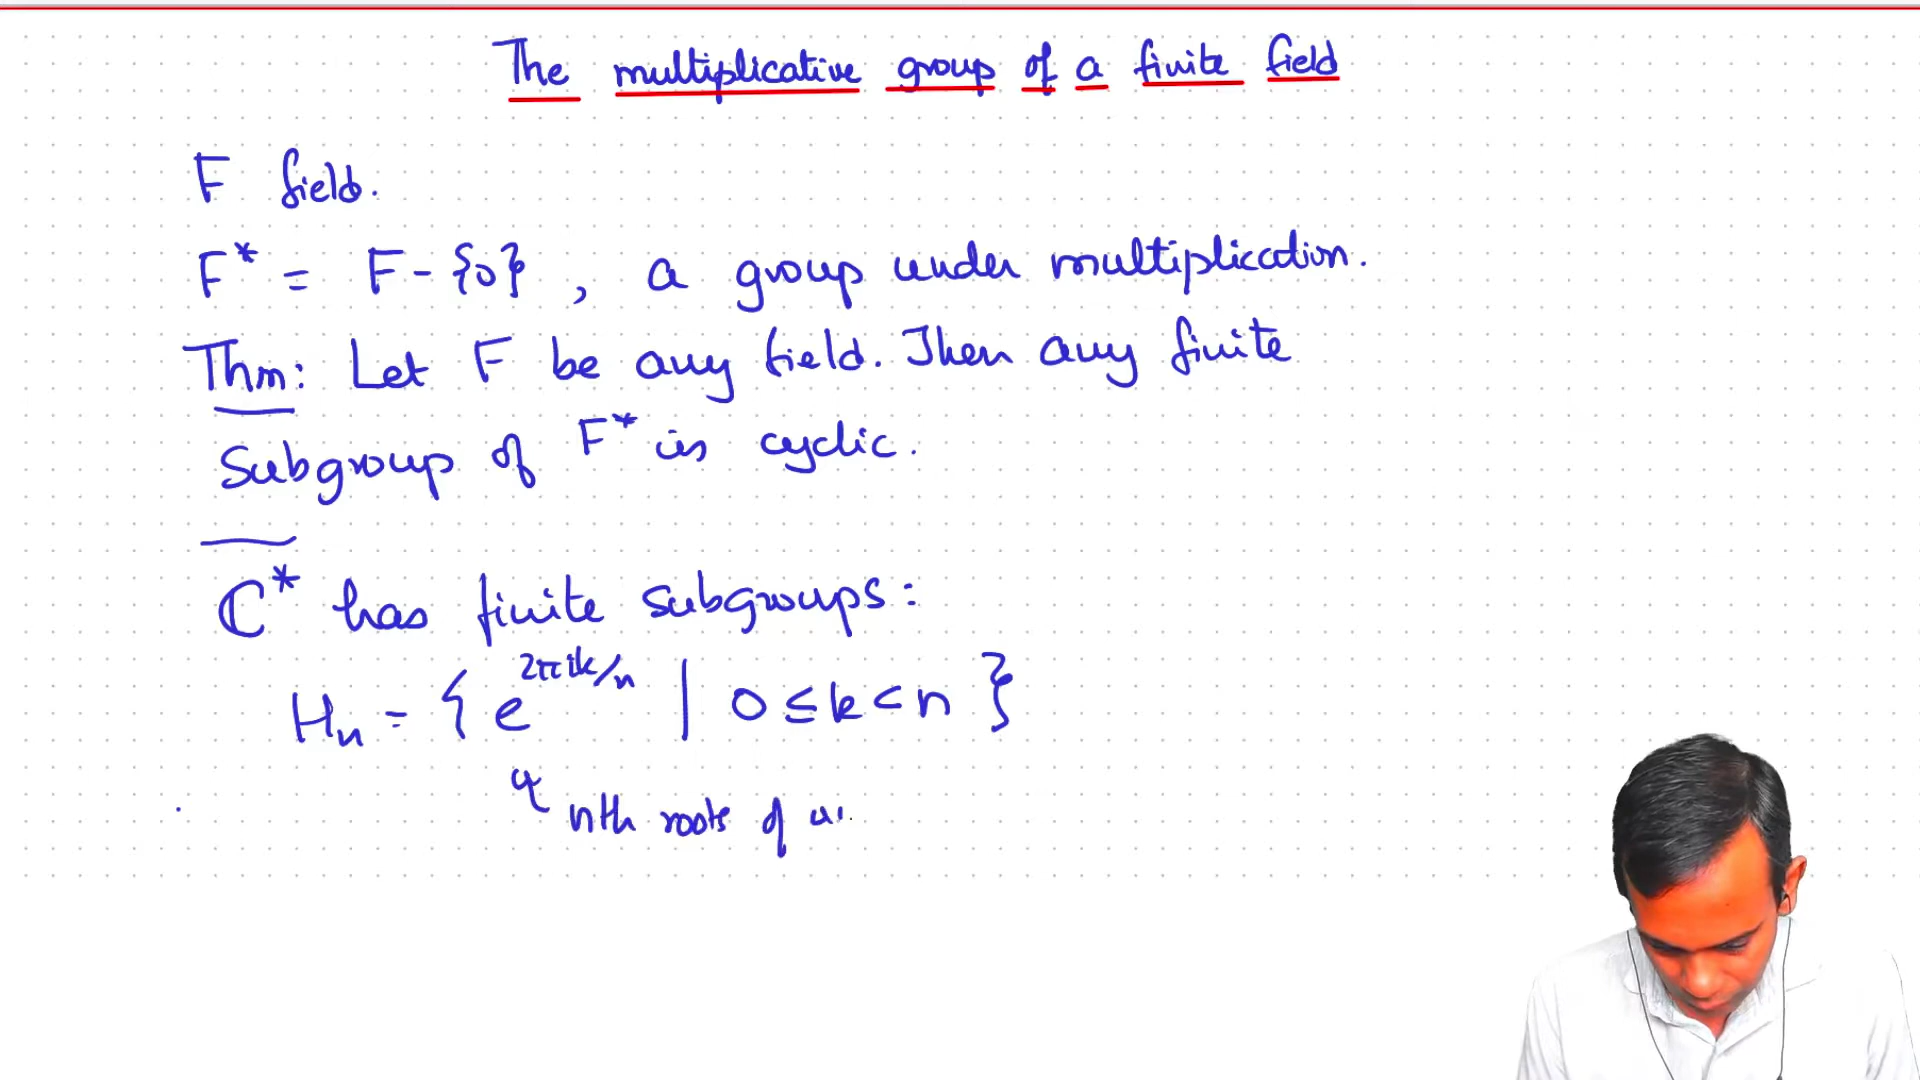 The multiplicative group of a finite field
F field.
F* = F - {0}, a group under multiplication.
Thm: Let F be any field. Then any finite
subgroup of F* is cyclic.
ℂ* has finite subgroups:
Hn = { e^{2πik/n} | 0 ≤ k < n }
nth roots of